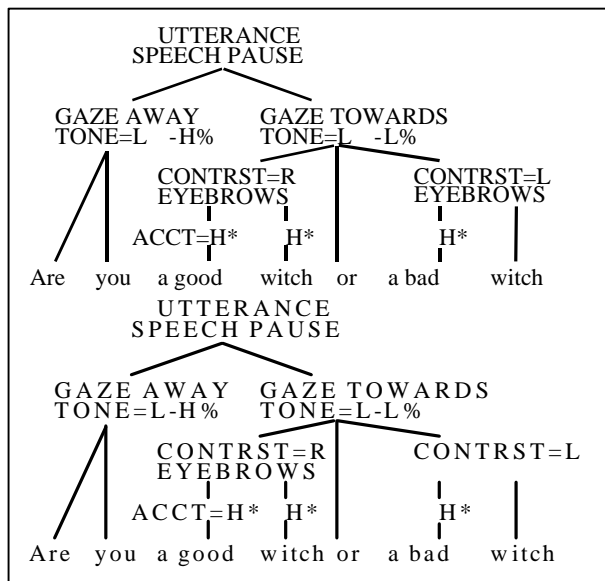 UTTERANCE
SPEECH PAUSE
GAZE AWAY GAZE TOWARDS
TONE=L -H% TONE=L -L%
CONTRST=R CONTRST=L
EYEBROWS EYEBROWS
ACCT=H* H* H*
Are you a good witch or a bad witch
UTTERANCE
SPEECH PAUSE
GAZE AWAY GAZE TOWARDS
TONE=L-H% TONE=L-L%
CONTRST=R CONTRST=L
EYEBROWS
ACCT=H* H* H*
Are you a good witch or a bad witch